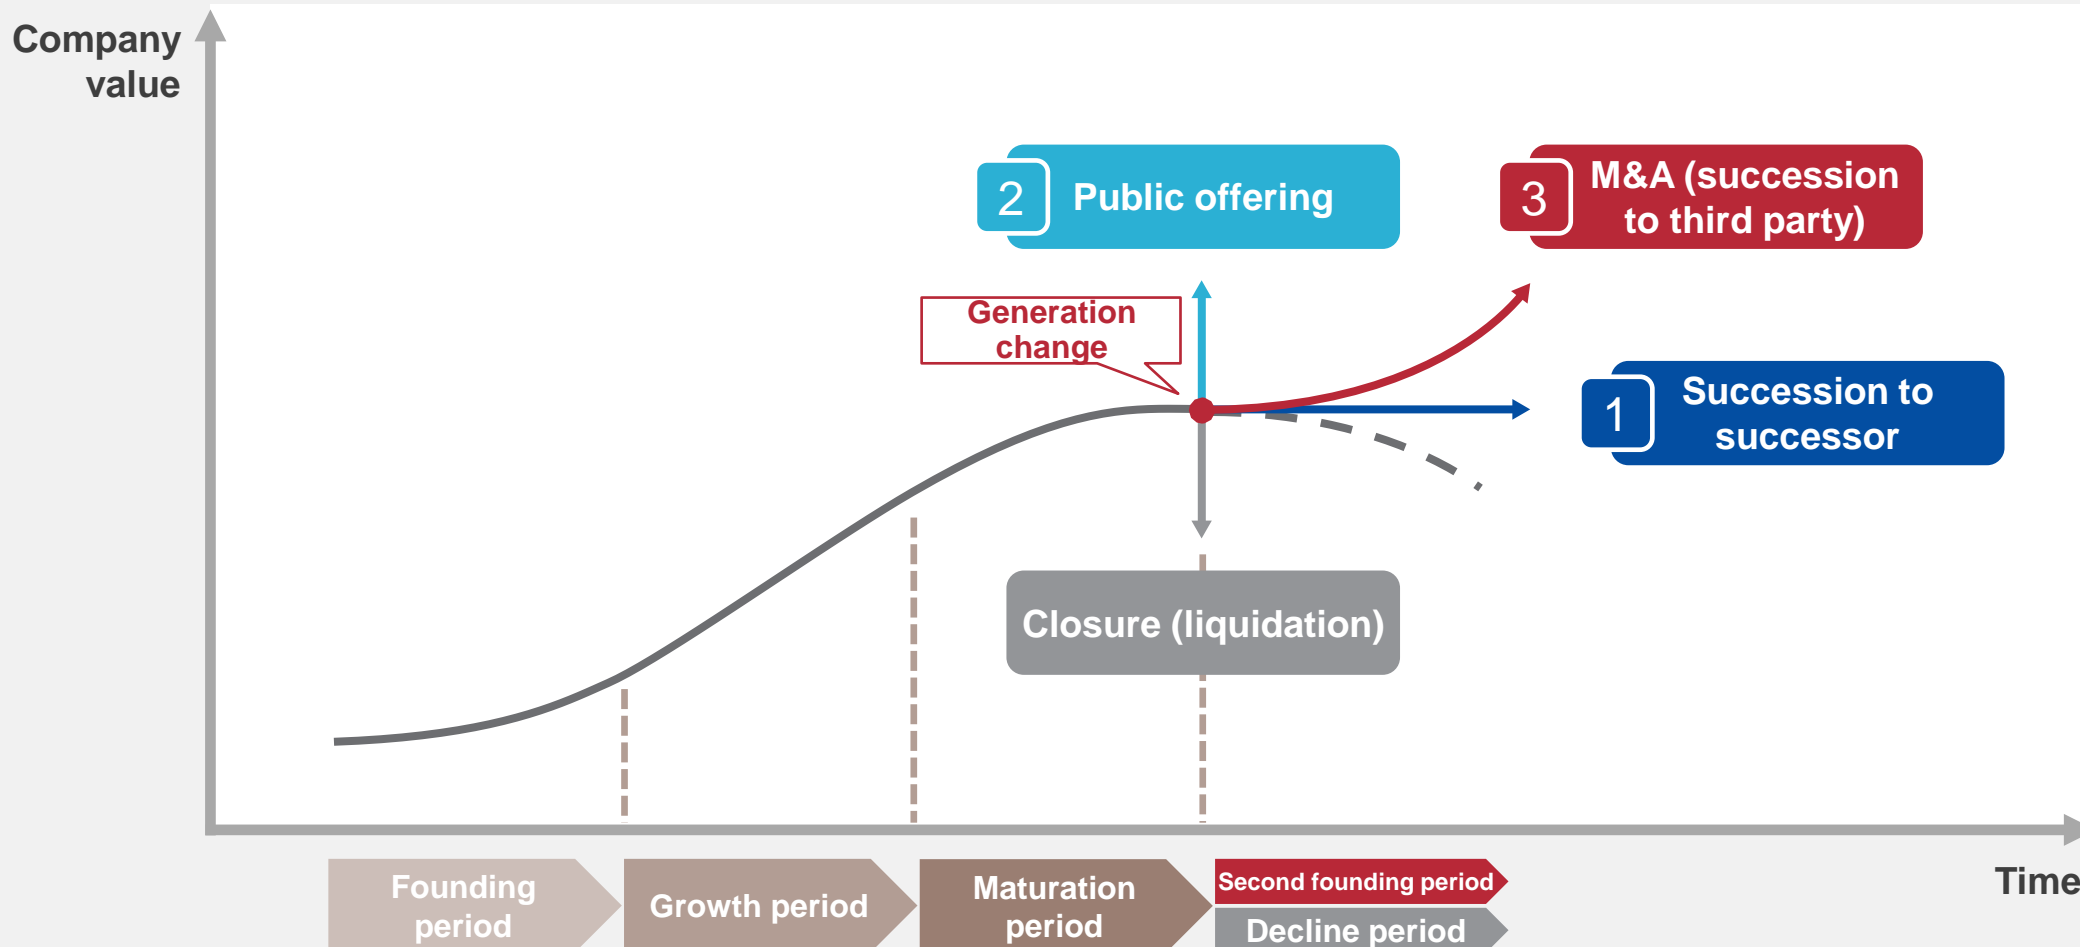 Company
value
2
Public offering
3
M&A (succession
to third party)
Generation
change
1
Succession to
successor
Closure (liquidation)
Time
Founding
period
Growth period
Maturation
period
Second founding period
Decline period